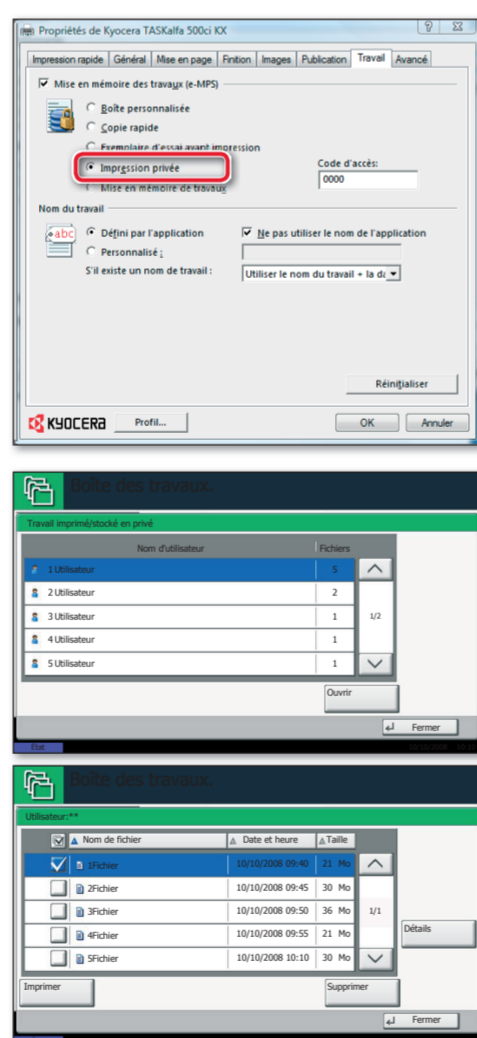 Propriétés de Kyocera TASKalfa 500ci KX
Impression rapide Général Mise en page Finition Images Publication Travail Avancé
Mise en mémoire des travaux (e-MPS)
Boîte personnalisée
Copie rapide
Exemplaire d'essai avant impression
Impression privée
Code d'accès:
0000
Mise en mémoire de travaux
Nom du travail
abc
Défini par l'application
Ne pas utiliser le nom de l'application
Personnalisé :
S'il existe un nom de travail :
Utiliser le nom du travail + la da
Réinitialiser
KYOCERA Profil... OK Annuler
Boîte des travaux.
Travail imprimé/stocké en privé
Nom d'utilisateur Fichiers
1 Utilisateur 5
2 Utilisateur 2
3 Utilisateur 1
1/2
4 Utilisateur 1
5 Utilisateur 1
Ouvrir
Fermer
Etat 10/10/2008 10:10
Boîte des travaux.
Utilisateur:**
Nom de fichier Date et heure Taille
1Fichier 10/10/2008 09:40 21 Mo
2Fichier 10/10/2008 09:45 30 Mo
3Fichier 10/10/2008 09:50 36 Mo
1/1
4Fichier 10/10/2008 09:55 21 Mo
Détails
5Fichier 10/10/2008 10:10 30 Mo
Imprimer Supprimer
Fermer